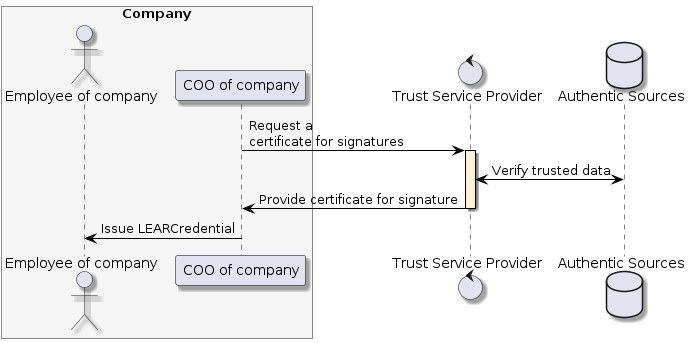 Company
Employee of company
COO of company
Trust Service Provider
Authentic Sources
Request a
certificate for signatures
Verify trusted data
Provide certificate for signature
Issue LEARCredential
Employee of company
COO of company
Trust Service Provider
Authentic Sources